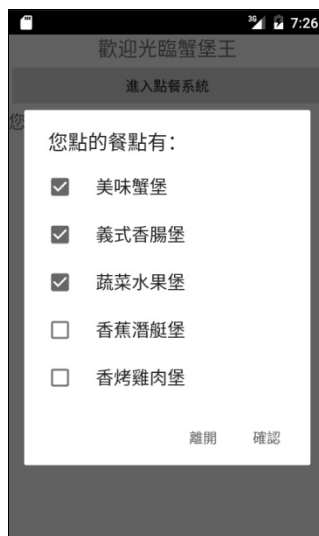 3G 7:26
歡迎光臨蟹堡王
進入點餐系統
您
您點的餐點有：
美味蟹堡
義式香腸堡
蔬菜水果堡
香蕉潛艇堡
香烤雞肉堡
離開 確認